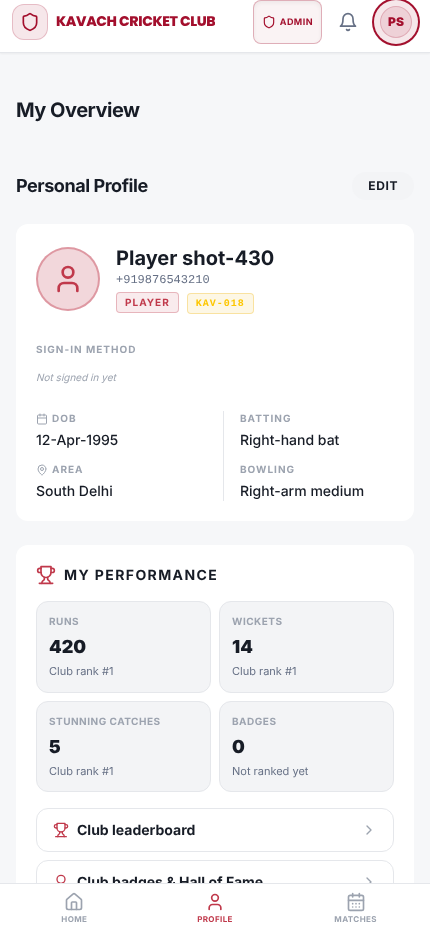 KAVACH CRICKET CLUB
ADMIN
PS
My Overview
Personal Profile
EDIT
Player shot-430
+919876543210
PLAYER
KAV-018
SIGN-IN METHOD
Not signed in yet
DOB
BATTING
12-Apr-1995
Right-hand bat
AREA
BOWLING
South Delhi
Right-arm medium
MY PERFORMANCE
RUNS
WICKETS
420
14
Club rank #1
Club rank #1
STUNNING CATCHES
BADGES
5
0
Club rank #1
Not ranked yet
Club leaderboard
Club badges & Hall of Fame
HOME
PROFILE
MATCHES